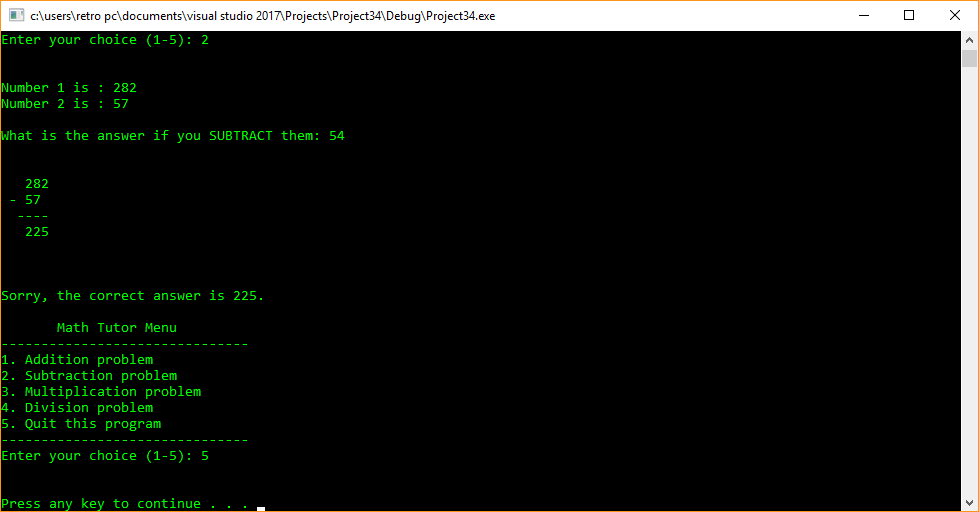 c:\users\retro pc\documents\visual studio 2017\Projects\Project34\Debug\Project34.exe
Enter your choice (1-5): 2
Number 1 is : 282
Number 2 is : 57
What is the answer if you SUBTRACT them: 54
   282
 - 57
  ----
   225
Sorry, the correct answer is 225.
       Math Tutor Menu
-------------------------------
1. Addition problem
2. Subtraction problem
3. Multiplication problem
4. Division problem
5. Quit this program
-------------------------------
Enter your choice (1-5): 5
Press any key to continue . . .